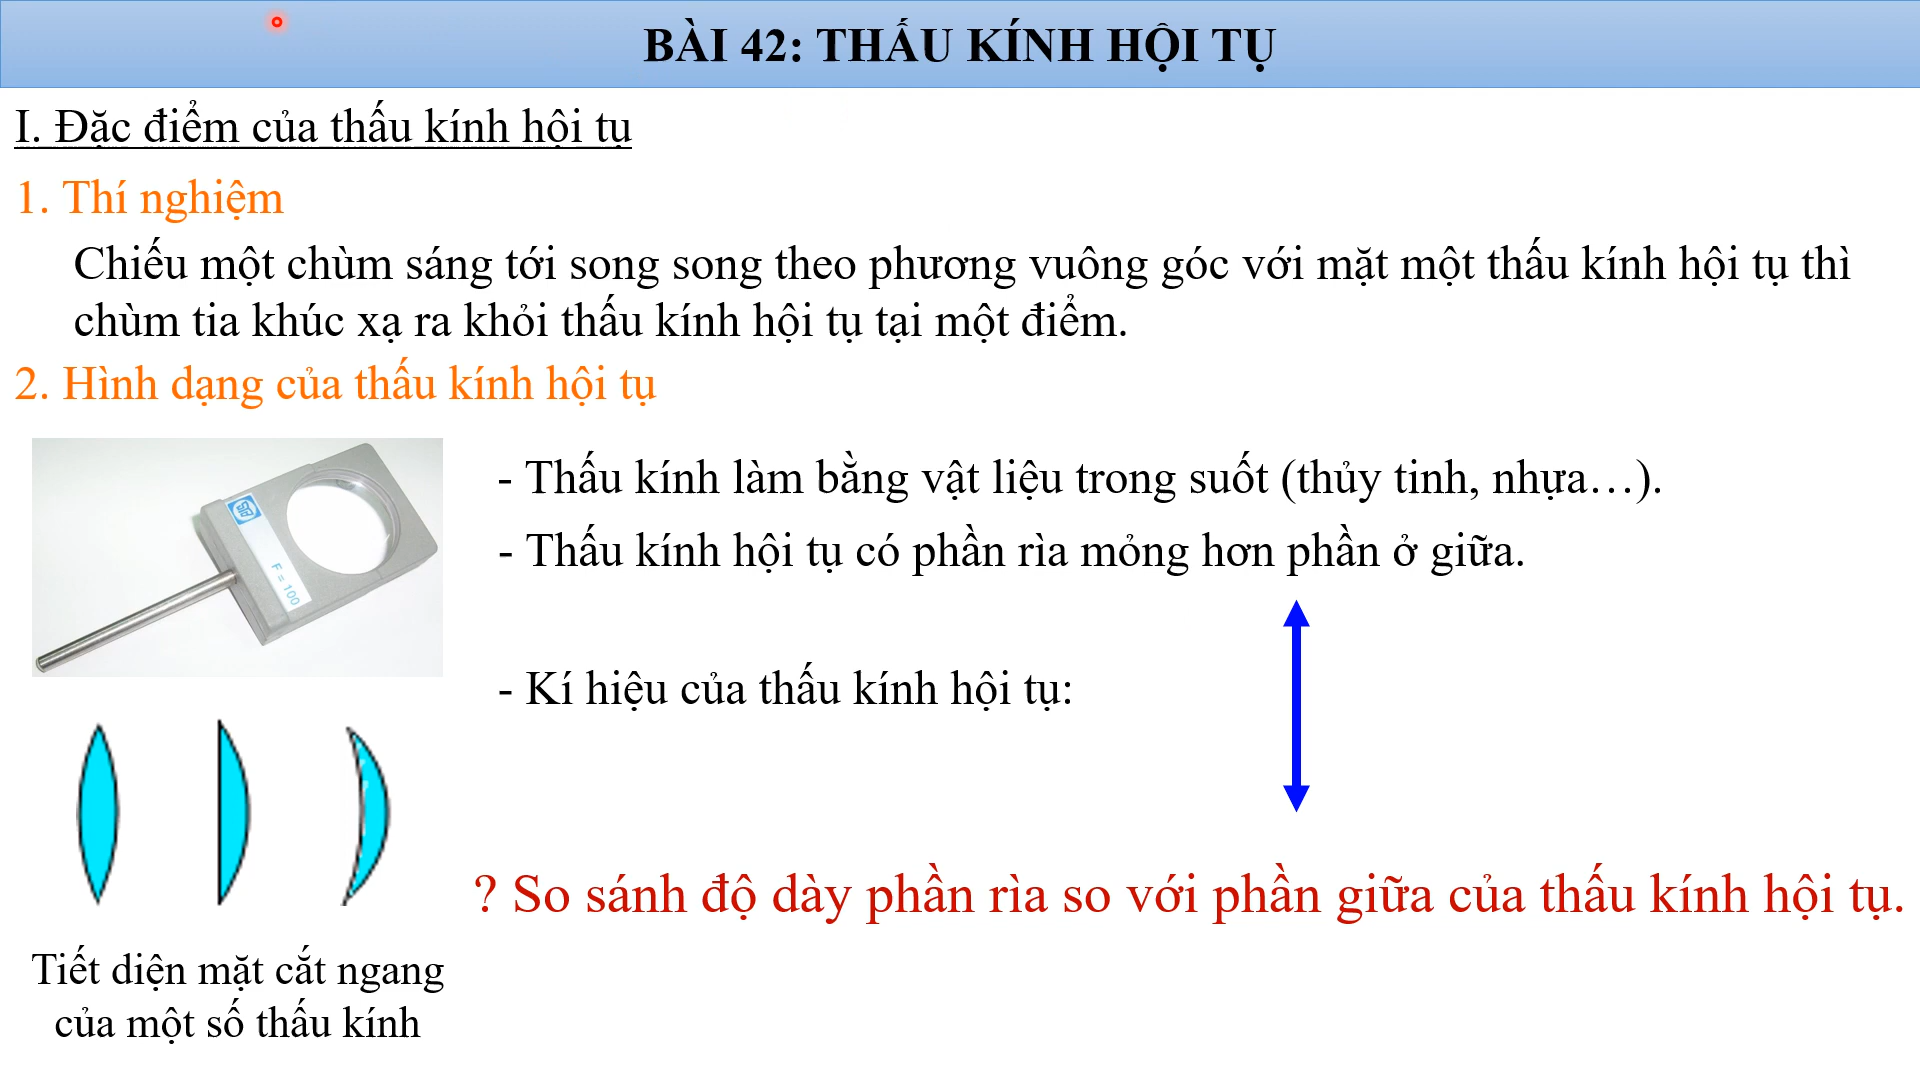 BÀI 42: THẤU KÍNH HỘI TỤ
I. Đặc điểm của thấu kính hội tụ
1. Thí nghiệm
Chiếu một chùm sáng tới song song theo phương vuông góc với mặt một thấu kính hội tụ thì
chùm tia khúc xạ ra khỏi thấu kính hội tụ tại một điểm.
2. Hình dạng của thấu kính hội tụ
- Thấu kính làm bằng vật liệu trong suốt (thủy tinh, nhựa…).
- Thấu kính hội tụ có phần rìa mỏng hơn phần ở giữa.
F = 100
- Kí hiệu của thấu kính hội tụ:
? So sánh độ dày phần rìa so với phần giữa của thấu kính hội tụ.
Tiết diện mặt cắt ngang
của một số thấu kính